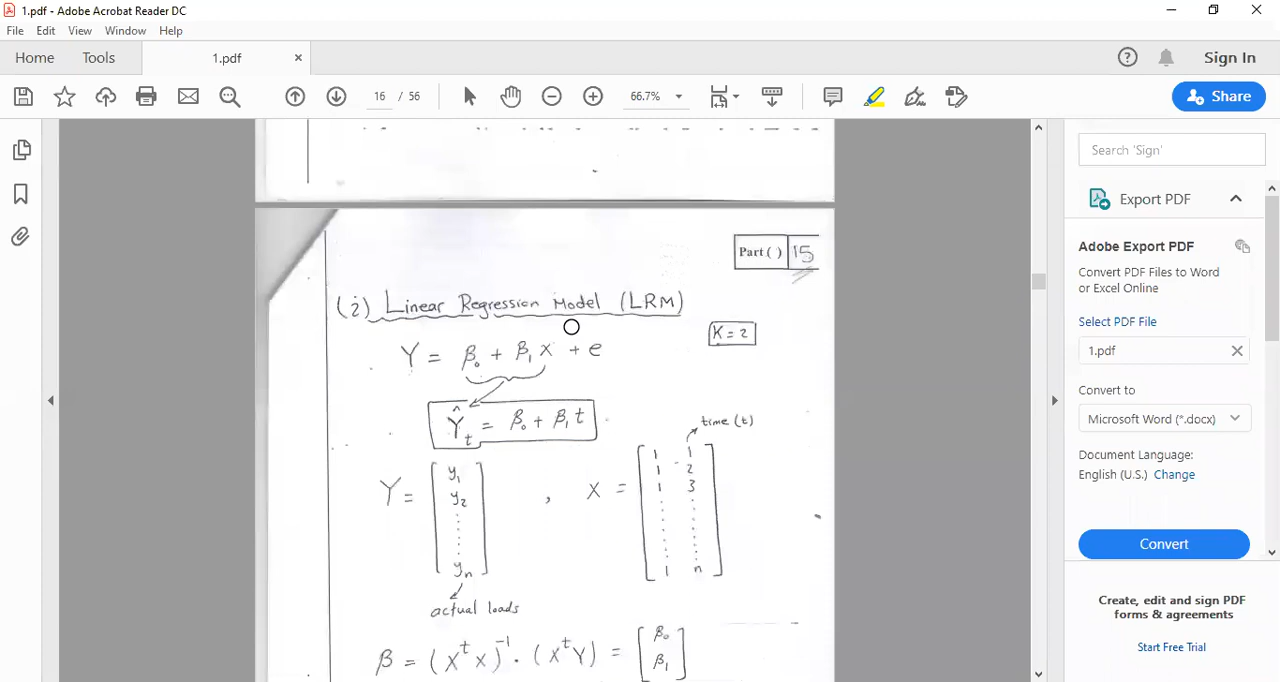 1.pdf - Adobe Acrobat Reader DC
File Edit View Window Help
Home Tools 1.pdf × Sign In
16 / 56 66.7% Share
Search 'Sign'
Export PDF
Adobe Export PDF
Convert PDF Files to Word
or Excel Online
Select PDF File
1.pdf
Convert to
Microsoft Word (*.docx)
Document Language:
English (U.S.) Change
Convert
Create, edit and sign PDF
forms & agreements
Start Free Trial
Part ( ) 15
(i) Linear Regression Model (LRM)
K = 2
Y = β₀ + β₁ X + e
Ŷt = β₀ + β₁ t
time (t)
Y = [ y₁ y₂ ⋮ yn ] , X = [ 1 1 1 2 1 3 ⋮ ⋮ 1 n ]
actual loads
β = (XᵗX)⁻¹ . (XᵗY) = [ β₀ β₁ ]